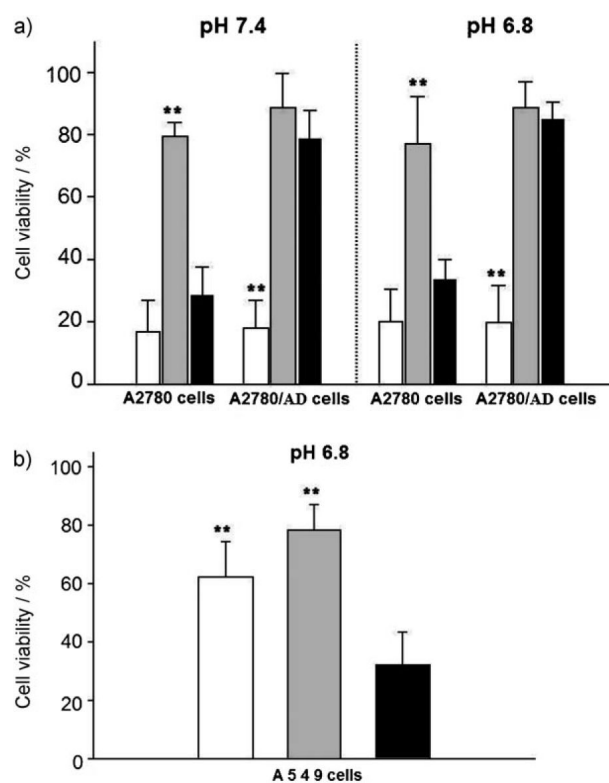 a)
pH 7.4
pH 6.8
Cell viability / %
100
80
60
40
20
0
**
**
**
**
A2780 cells
A2780/AD cells
A2780 cells
A2780/AD cells
b)
pH 6.8
Cell viability / %
100
80
60
40
20
0
**
**
A 5 4 9 cells